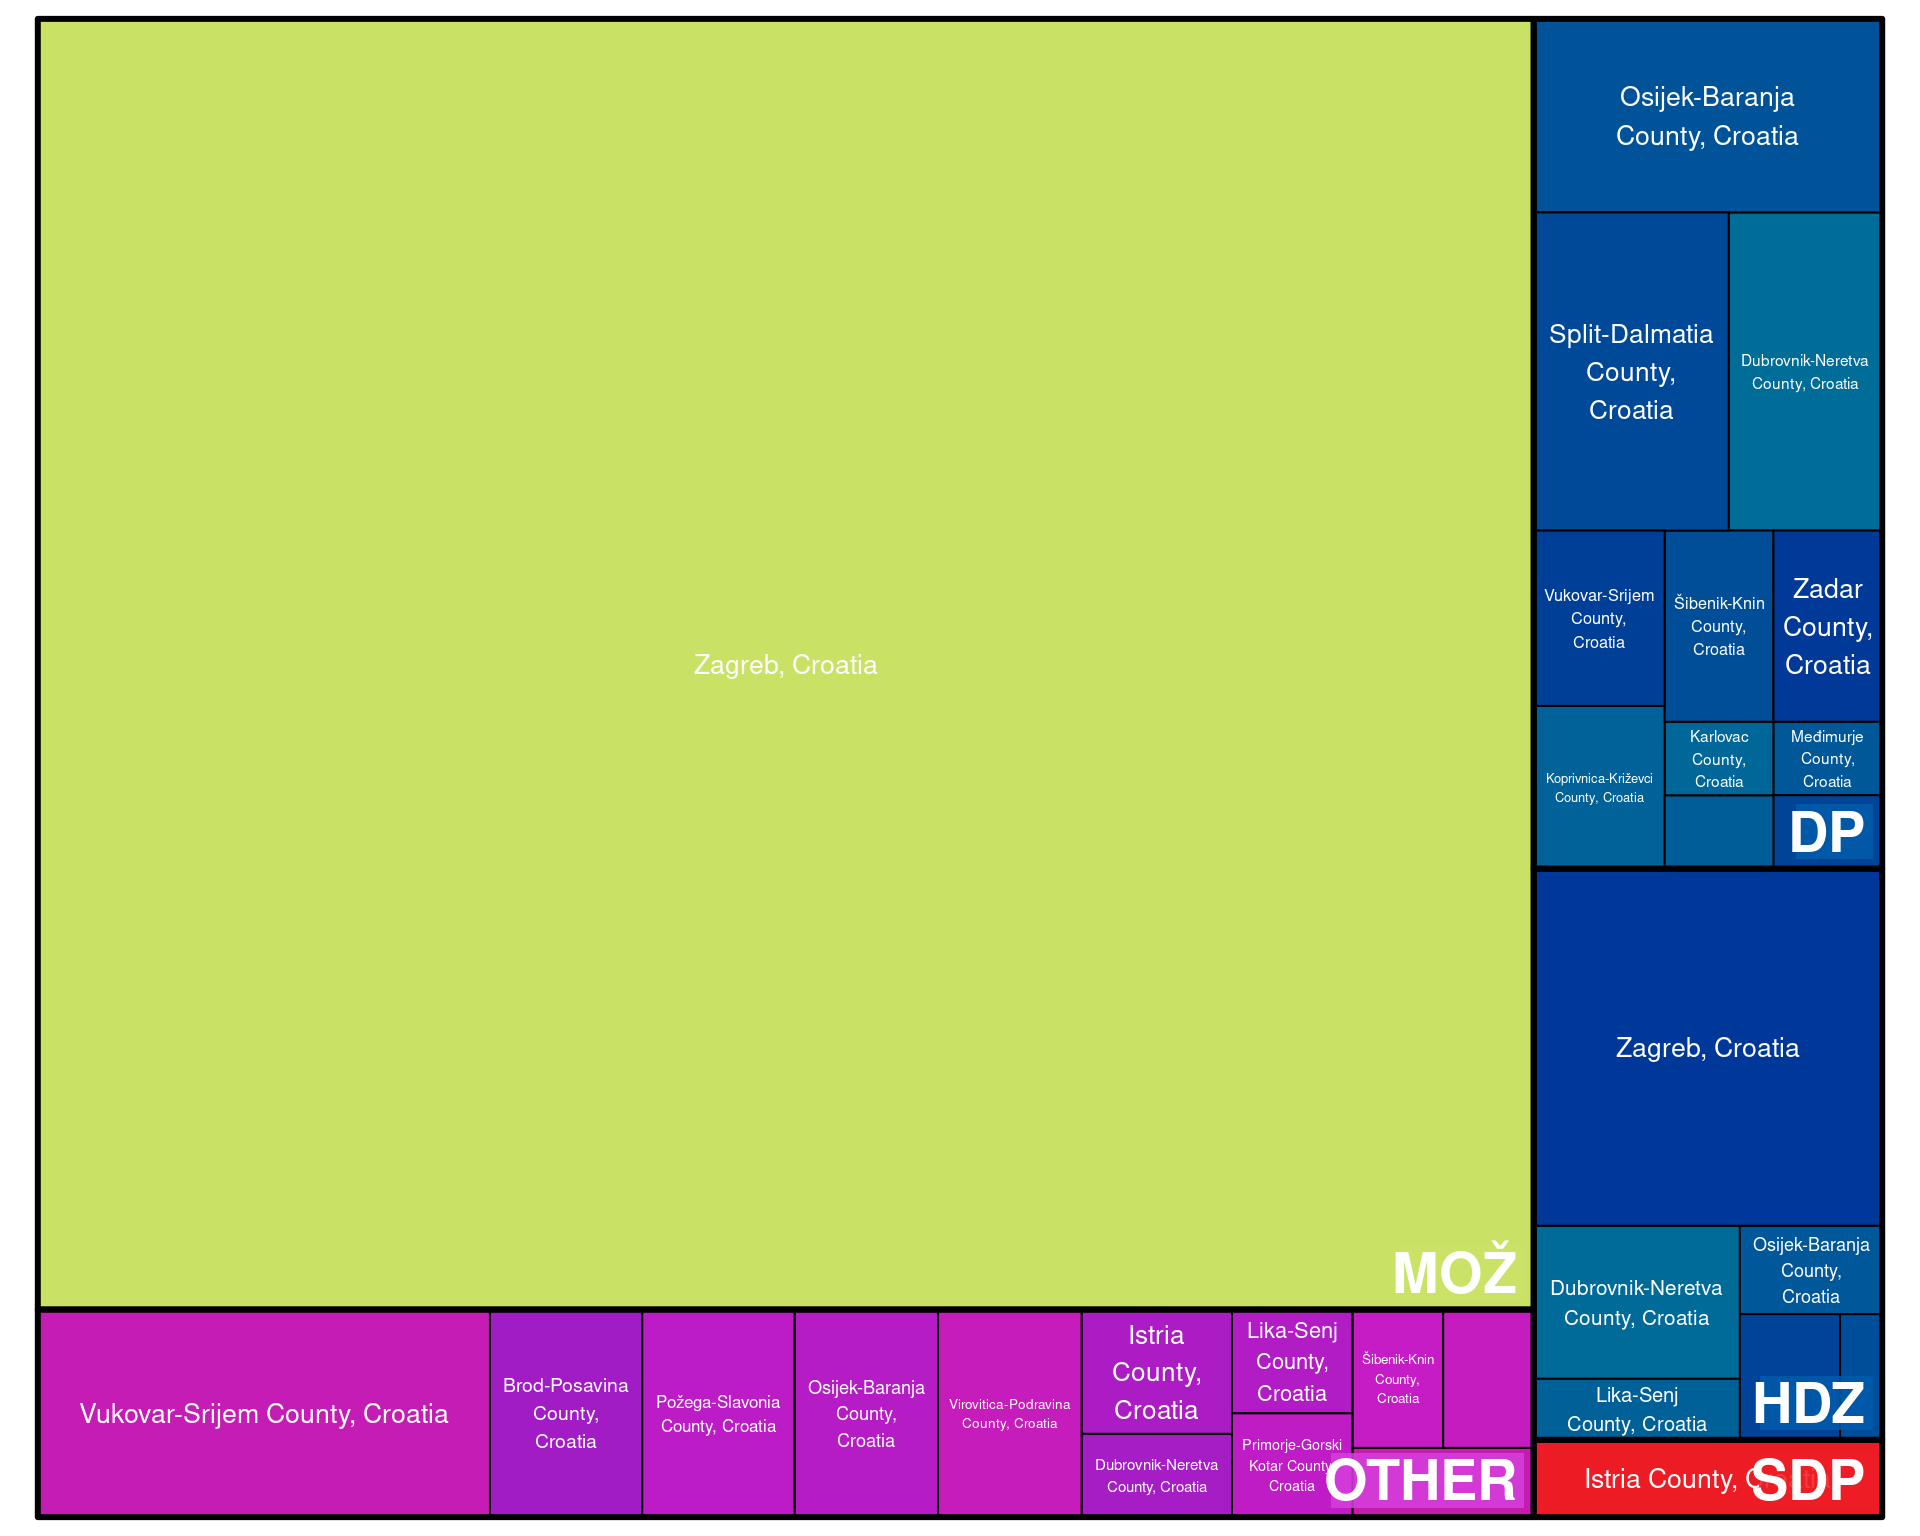 Zagreb, Croatia
MOŽ
Vukovar-Srijem County, Croatia
Brod-Posavina
County,
Croatia
Požega-Slavonia
County, Croatia
Osijek-Baranja
County,
Croatia
Virovitica-Podravina
County, Croatia
Istria
County,
Croatia
Dubrovnik-Neretva
County, Croatia
Lika-Senj
County,
Croatia
Primorje-Gorski
Kotar County,
Croatia
Šibenik-Knin
County,
Croatia
OTHER
Osijek-Baranja
County, Croatia
Split-Dalmatia
County,
Croatia
Dubrovnik-Neretva
County, Croatia
Vukovar-Srijem
County,
Croatia
Šibenik-Knin
County,
Croatia
Zadar
County,
Croatia
Koprivnica-Križevci
County, Croatia
Karlovac
County,
Croatia
Međimurje
County,
Croatia
DP
Zagreb, Croatia
Dubrovnik-Neretva
County, Croatia
Osijek-Baranja
County,
Croatia
Lika-Senj
County, Croatia
HDZ
Istria County,
SDP